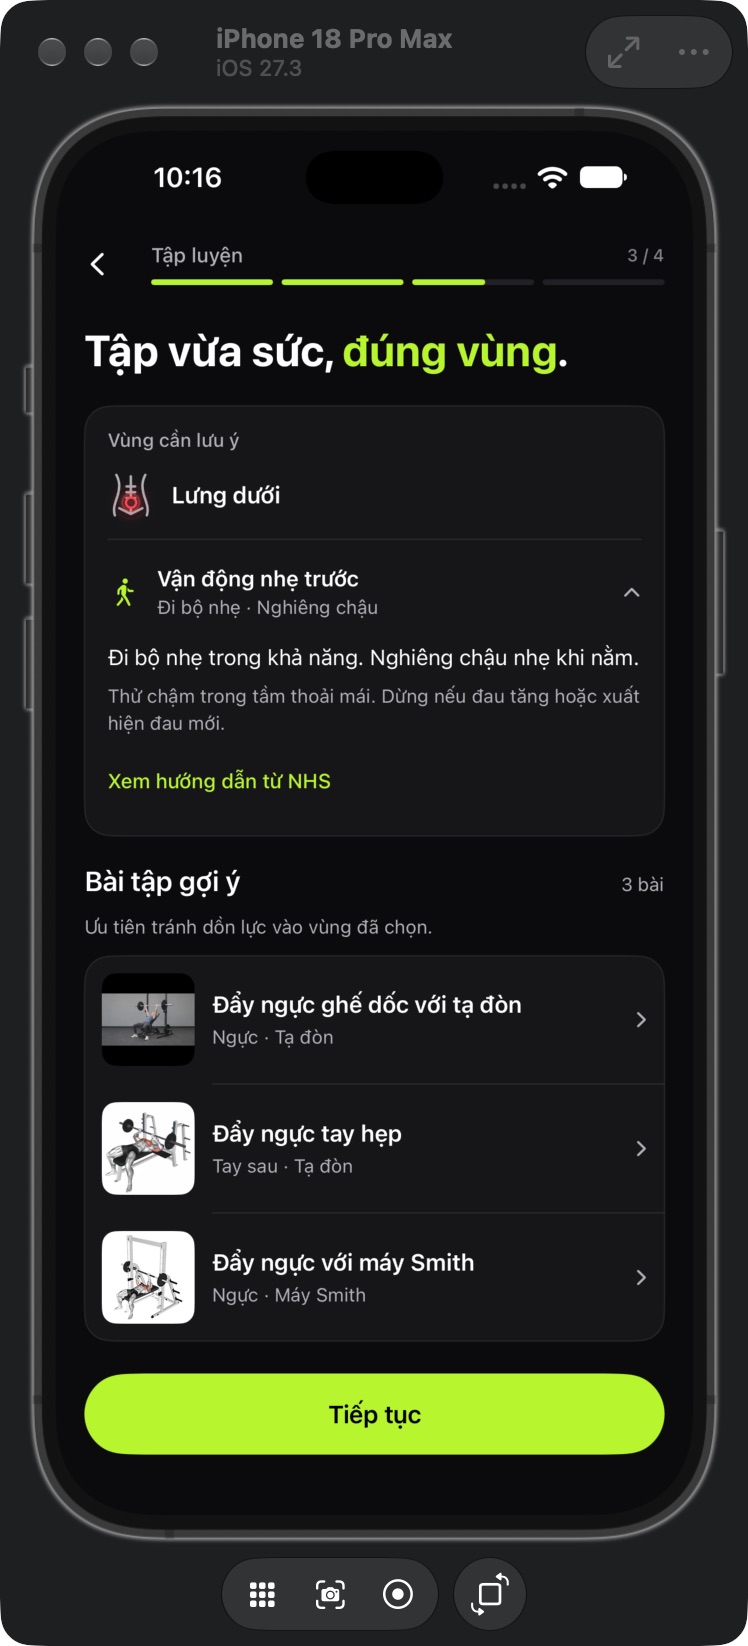 iPhone 18 Pro Max
iOS 27.3
10:16
Tập luyện
3 / 4
Tập vừa sức, đúng vùng.
Vùng cần lưu ý
Lưng dưới
Vận động nhẹ trước
Đi bộ nhẹ · Nghiêng chậu
Đi bộ nhẹ trong khả năng. Nghiêng chậu nhẹ khi nằm.
Thử chậm trong tầm thoải mái. Dừng nếu đau tăng hoặc xuất
hiện đau mới.
Xem hướng dẫn từ NHS
Bài tập gợi ý
3 bài
Ưu tiên tránh dồn lực vào vùng đã chọn.
Đẩy ngực ghế dốc với tạ đòn
Ngực · Tạ đòn
Đẩy ngực tay hẹp
Tay sau · Tạ đòn
Đẩy ngực với máy Smith
Ngực · Máy Smith
Tiếp tục